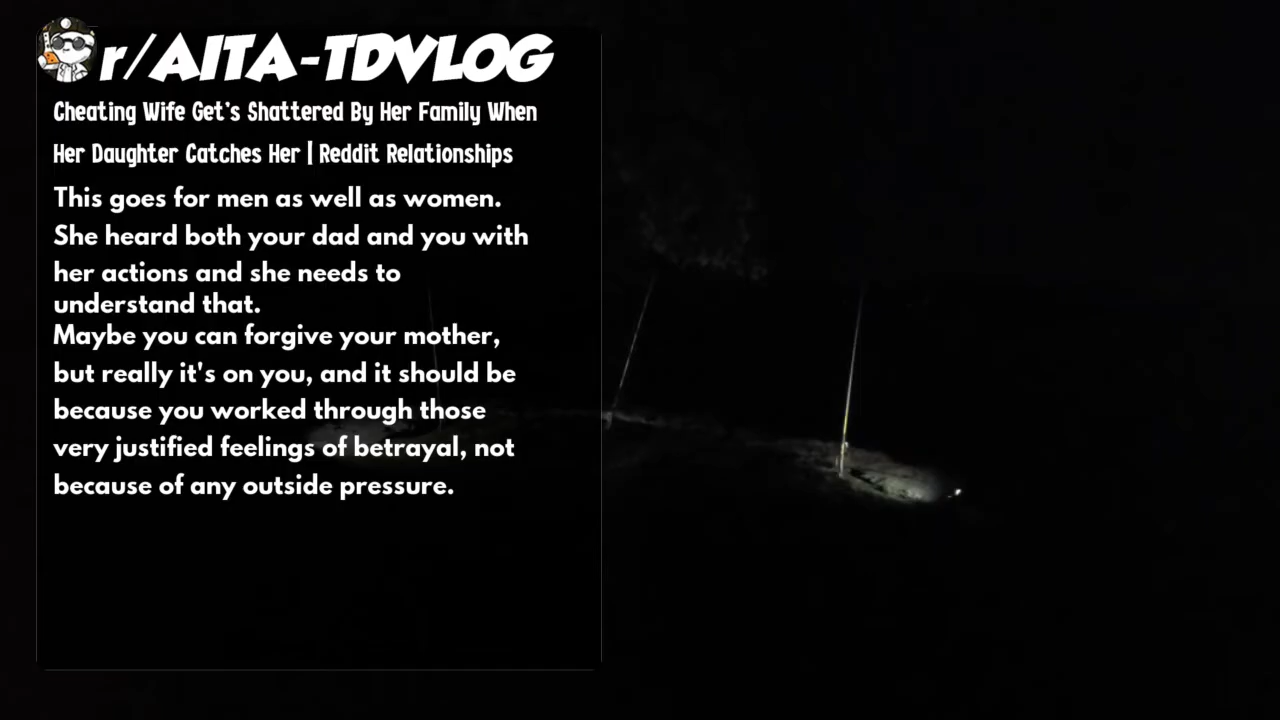 r/AITA-TDVLOG
Cheating Wife Get's Shattered By Her Family When
Her Daughter Catches Her | Reddit Relationships
This goes for men as well as women.
She heard both your dad and you with
her actions and she needs to
understand that.
Maybe you can forgive your mother,
but really it's on you, and it should be
because you worked through those
very justified feelings of betrayal, not
because of any outside pressure.